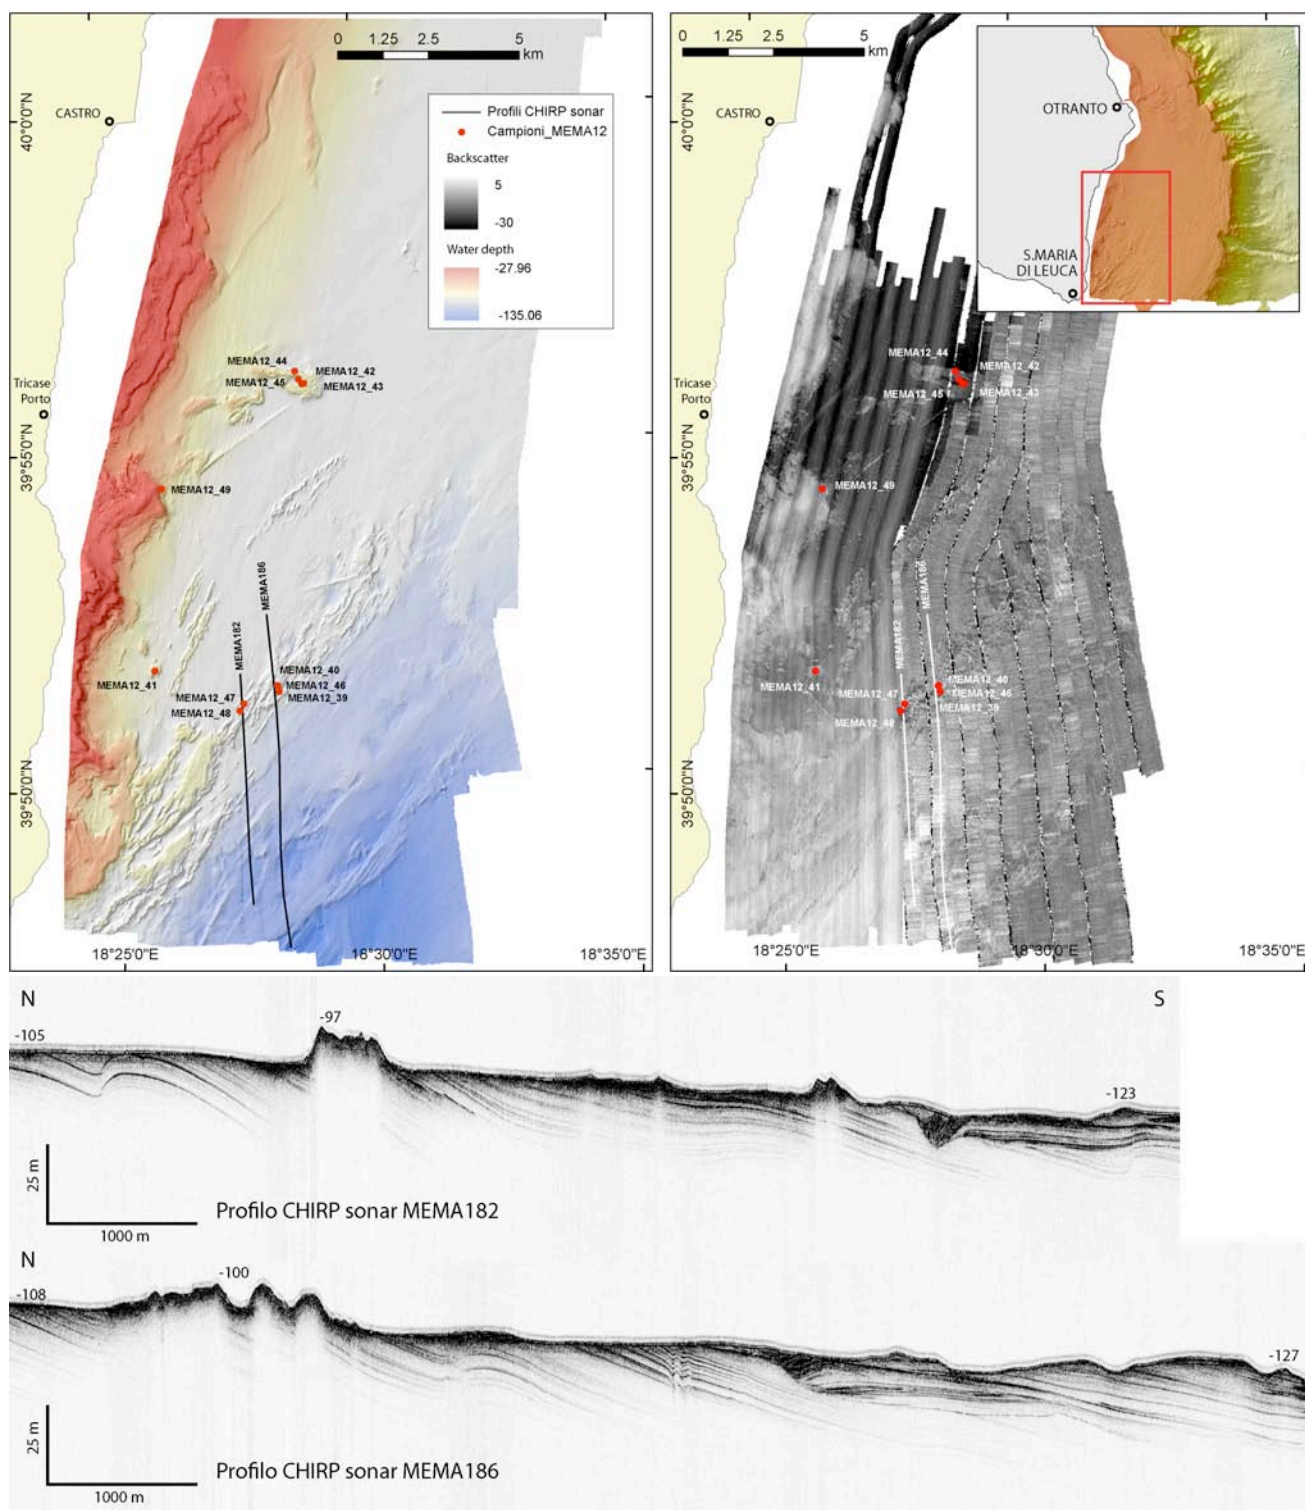 0 1.25 2.5 5
km
CASTRO
40°0'0"N
Profili CHIRP sonar
Campioni_MEMA12
Backscatter
5
-30
Water depth
-27.96
-135.06
MEMA12_44
MEMA12_42
MEMA12_45
MEMA12_43
Tricase
Porto
39°55'0"N
MEMA12_49
MEMA186
MEMA182
MEMA12_40
MEMA12_41
MEMA12_46
MEMA12_47
MEMA12_39
MEMA12_48
39°50'0"N
18°25'0"E
18°30'0"E
18°35'0"E
0 1.25 2.5 5
km
CASTRO
40°0'0"N
OTRANTO
S.MARIA
DI LEUCA
MEMA12_44
MEMA12_42
MEMA12_45
MEMA12_43
Tricase
Porto
39°55'0"N
MEMA12_49
MEMA186
MEMA182
MEMA12_40
MEMA12_41
MEMA12_46
MEMA12_47
MEMA12_39
MEMA12_48
39°50'0"N
18°25'0"E
18°30'0"E
18°35'0"E
N
S
-105
-97
-123
25 m
1000 m
Profilo CHIRP sonar MEMA182
N
-108
-100
-127
25 m
1000 m
Profilo CHIRP sonar MEMA186